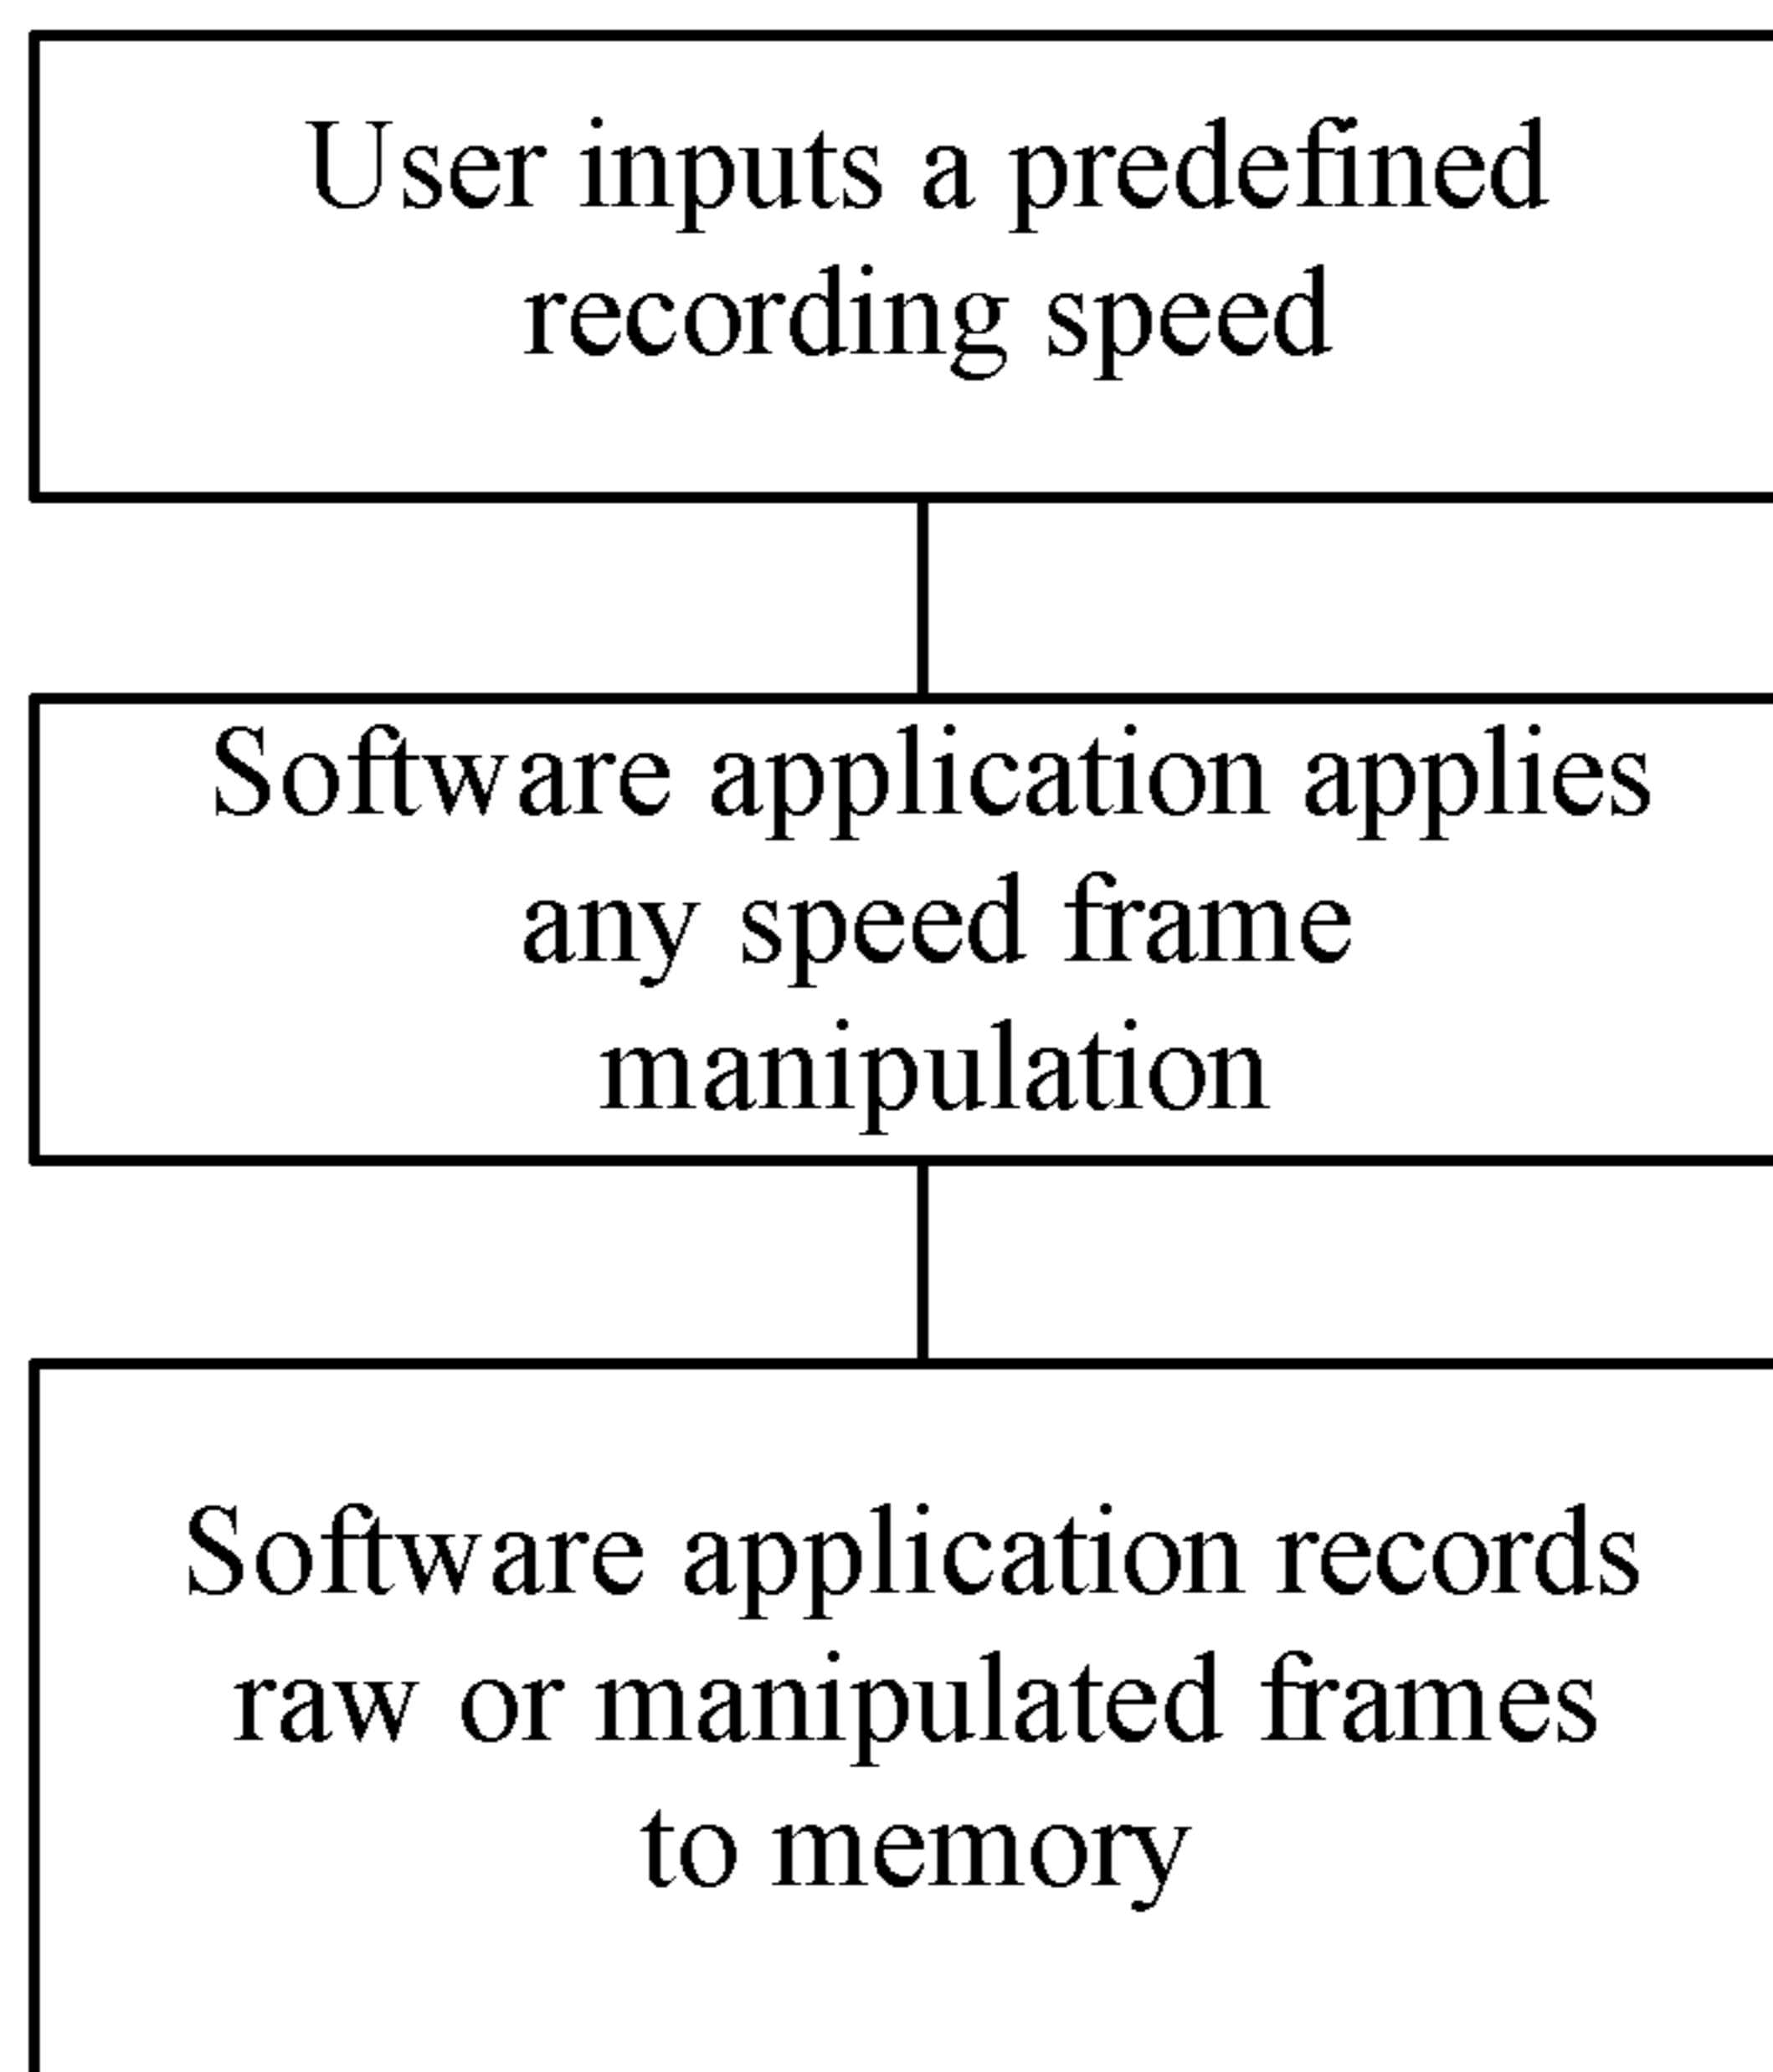 User inputs a predefined
recording speed
Software application applies
any speed frame
manipulation
Software application records
raw or manipulated frames
to memory